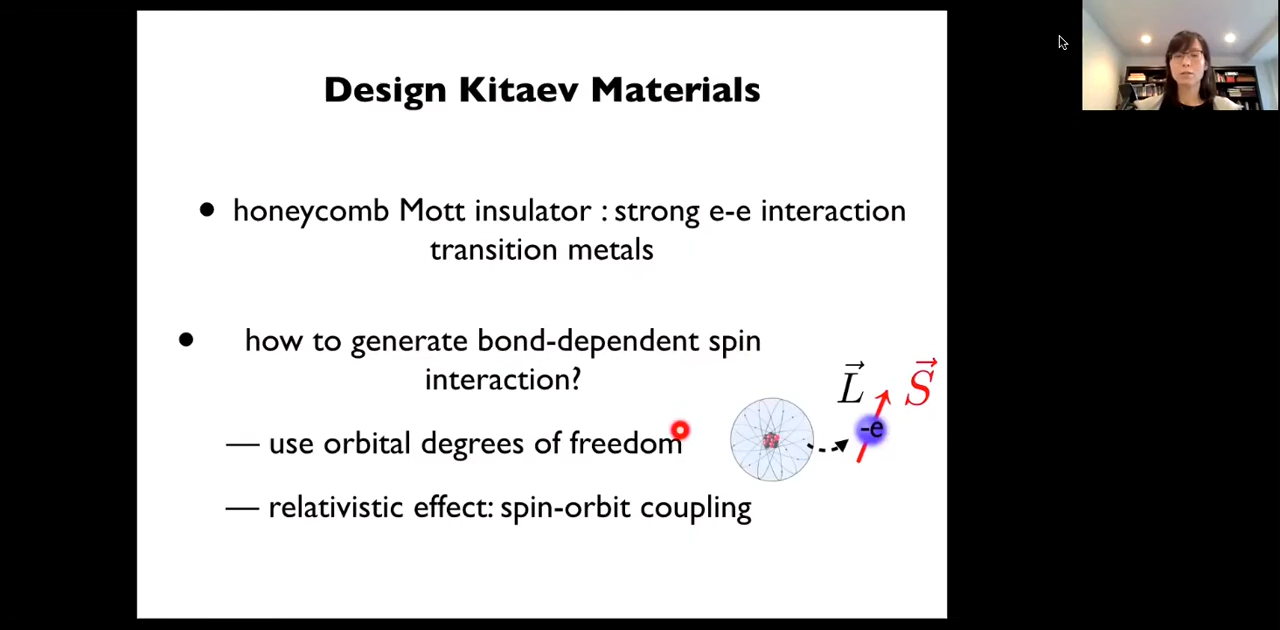 Design Kitaev Materials
• honeycomb Mott insulator : strong e-e interaction
transition metals
• how to generate bond-dependent spin
interaction?
— use orbital degrees of freedom
— relativistic effect: spin-orbit coupling
L⃗ S⃗
-e